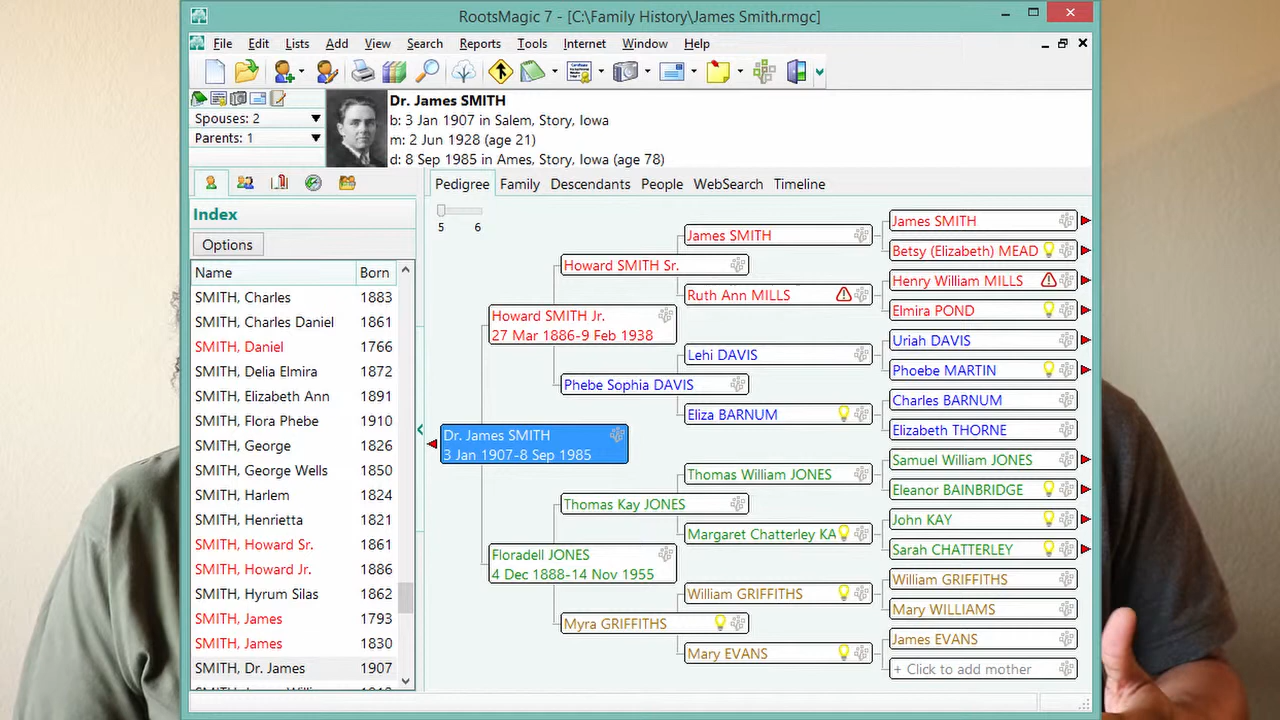 RootsMagic 7 - [C:\Family History\James Smith.rmgc]
File Edit Lists Add View Search Reports Tools Internet Window Help
Dr. James SMITH
Spouses: 2
b: 3 Jan 1907 in Salem, Story, Iowa
Parents: 1
m: 2 Jun 1928 (age 21)
d: 8 Sep 1985 in Ames, Story, Iowa (age 78)
Pedigree Family Descendants People WebSearch Timeline
Index
Options
Name Born
SMITH, Charles 1883
SMITH, Charles Daniel 1861
SMITH, Daniel 1766
SMITH, Delia Elmira 1872
SMITH, Elizabeth Ann 1891
SMITH, Flora Phebe 1910
SMITH, George 1826
SMITH, George Wells 1850
SMITH, Harlem 1824
SMITH, Henrietta 1821
SMITH, Howard Sr. 1861
SMITH, Howard Jr. 1886
SMITH, Hyrum Silas 1862
SMITH, James 1793
SMITH, James 1830
SMITH, Dr. James 1907
5 6
Dr. James SMITH
3 Jan 1907-8 Sep 1985
Howard SMITH Jr.
27 Mar 1886-9 Feb 1938
Floradell JONES
4 Dec 1888-14 Nov 1955
Howard SMITH Sr.
Phebe Sophia DAVIS
Thomas Kay JONES
Myra GRIFFITHS
James SMITH
Ruth Ann MILLS
Lehi DAVIS
Eliza BARNUM
Thomas William JONES
Margaret Chatterley KA
William GRIFFITHS
Mary EVANS
James SMITH
Betsy (Elizabeth) MEAD
Henry William MILLS
Elmira POND
Uriah DAVIS
Phoebe MARTIN
Charles BARNUM
Elizabeth THORNE
Samuel William JONES
Eleanor BAINBRIDGE
John KAY
Sarah CHATTERLEY
William GRIFFITHS
Mary WILLIAMS
James EVANS
+ Click to add mother